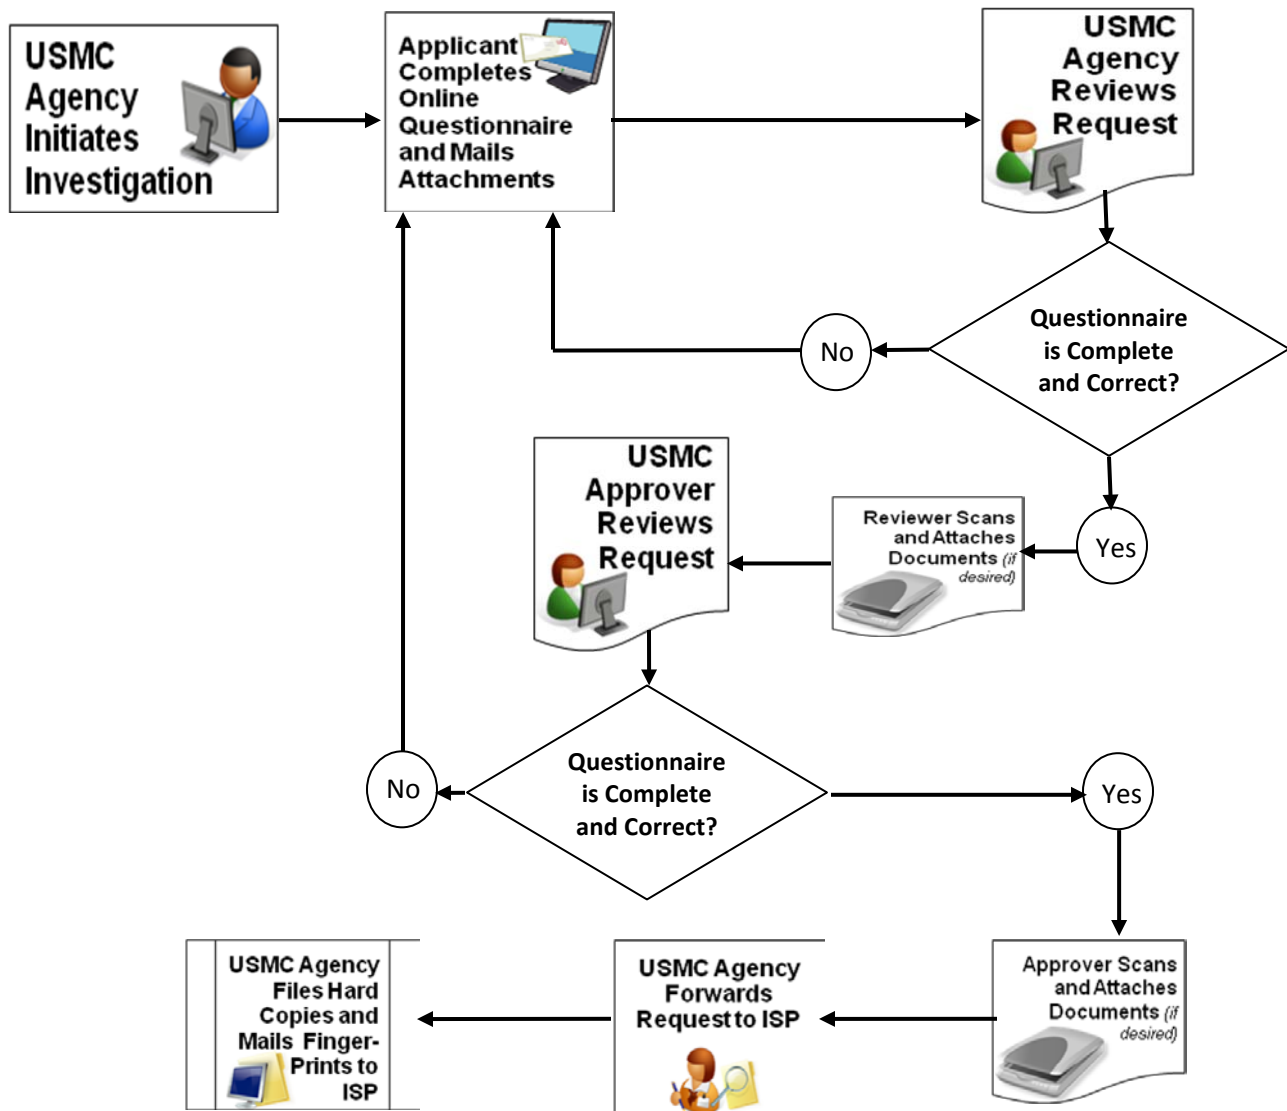 USMC
Agency
Initiates
Investigation
Applicant
Completes
Online
Questionnaire
and Mails
Attachments
USMC
Agency
Reviews
Request
Questionnaire
is Complete
and Correct?
No
Yes
Reviewer Scans
and Attaches
Documents (if
desired)
USMC
Approver
Reviews
Request
Questionnaire
is Complete
and Correct?
No
Yes
Approver Scans
and Attaches
Documents (if
desired)
USMC Agency
Forwards
Request to ISP
USMC Agency
Files Hard
Copies and
Mails Finger-
Prints to
ISP